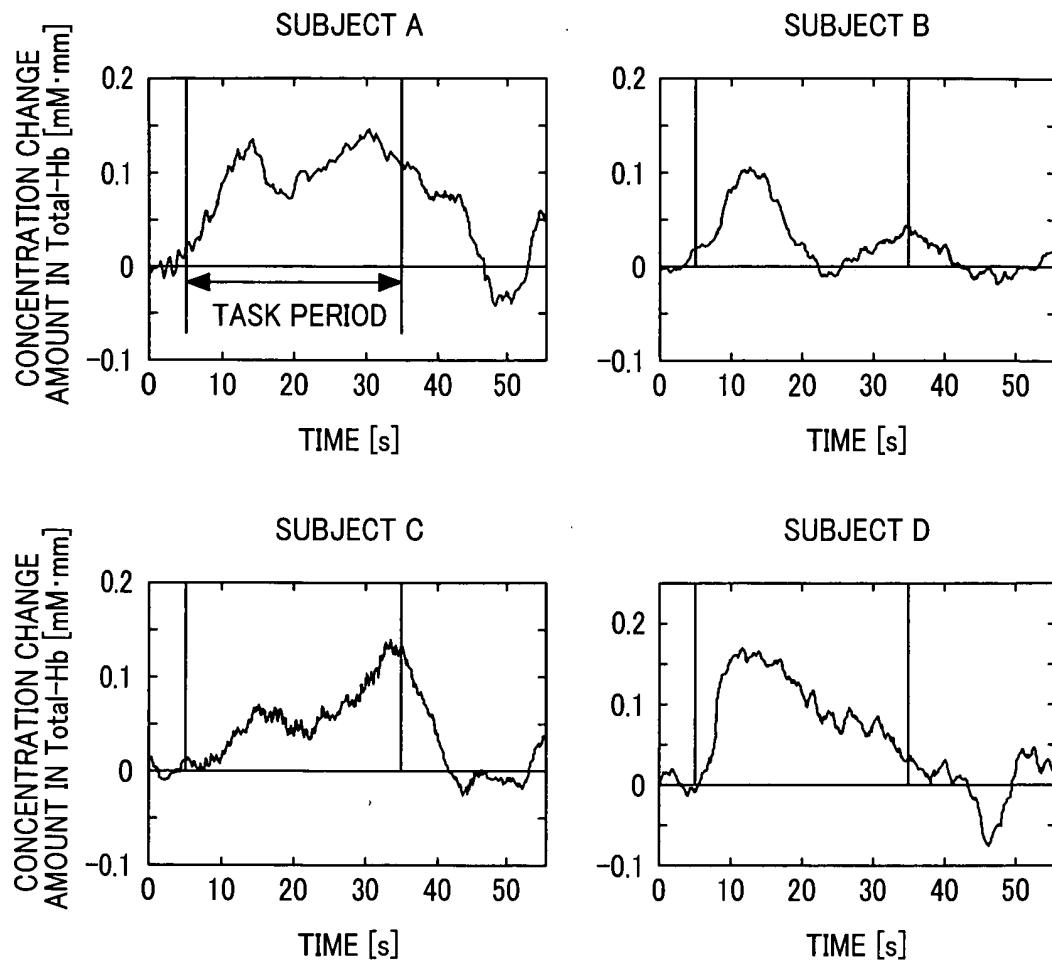 SUBJECT A
CONCENTRATION CHANGE
AMOUNT IN Total-Hb [mM·mm]
0.2
0.1
0
-0.1
TASK PERIOD
0 10 20 30 40 50
TIME [s]
SUBJECT B
0.2
0.1
0
-0.1
0 10 20 30 40 50
TIME [s]
SUBJECT C
CONCENTRATION CHANGE
AMOUNT IN Total-Hb [mM·mm]
0.2
0.1
0
-0.1
0 10 20 30 40 50
TIME [s]
SUBJECT D
0.2
0.1
0
-0.1
0 10 20 30 40 50
TIME [s]